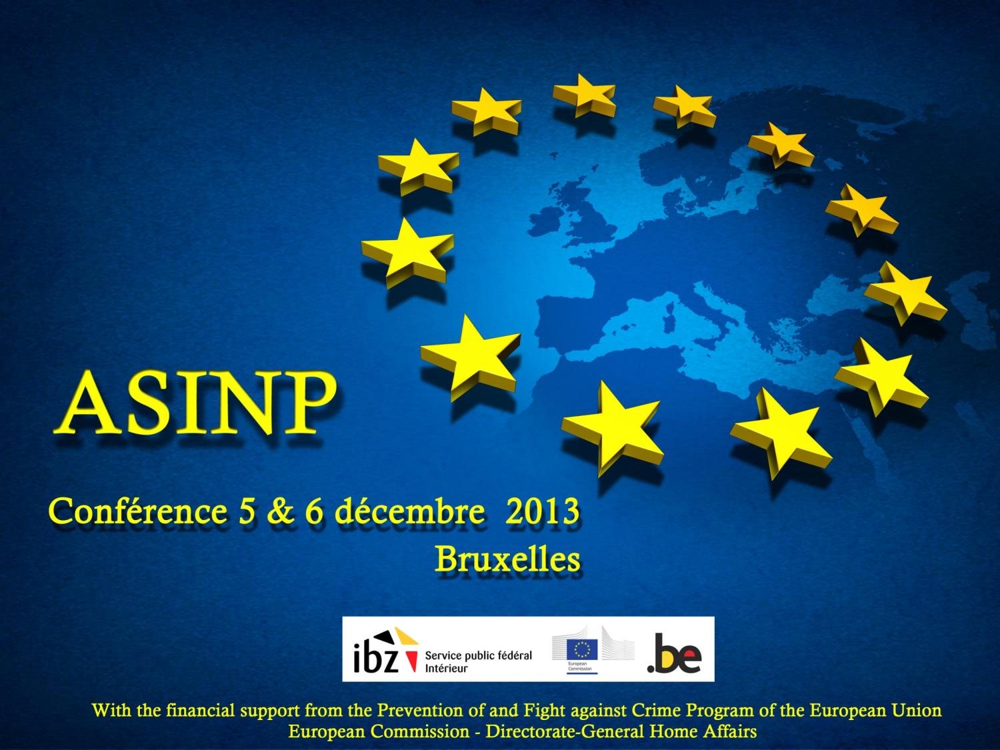 ASINP
Conférence 5 & 6 décembre 2013
Bruxelles
ibz
Service public fédéral
Intérieur
European
Commission
.be
With the financial support from the Prevention of and Fight against Crime Program of the European Union
European Commission - Directorate-General Home Affairs